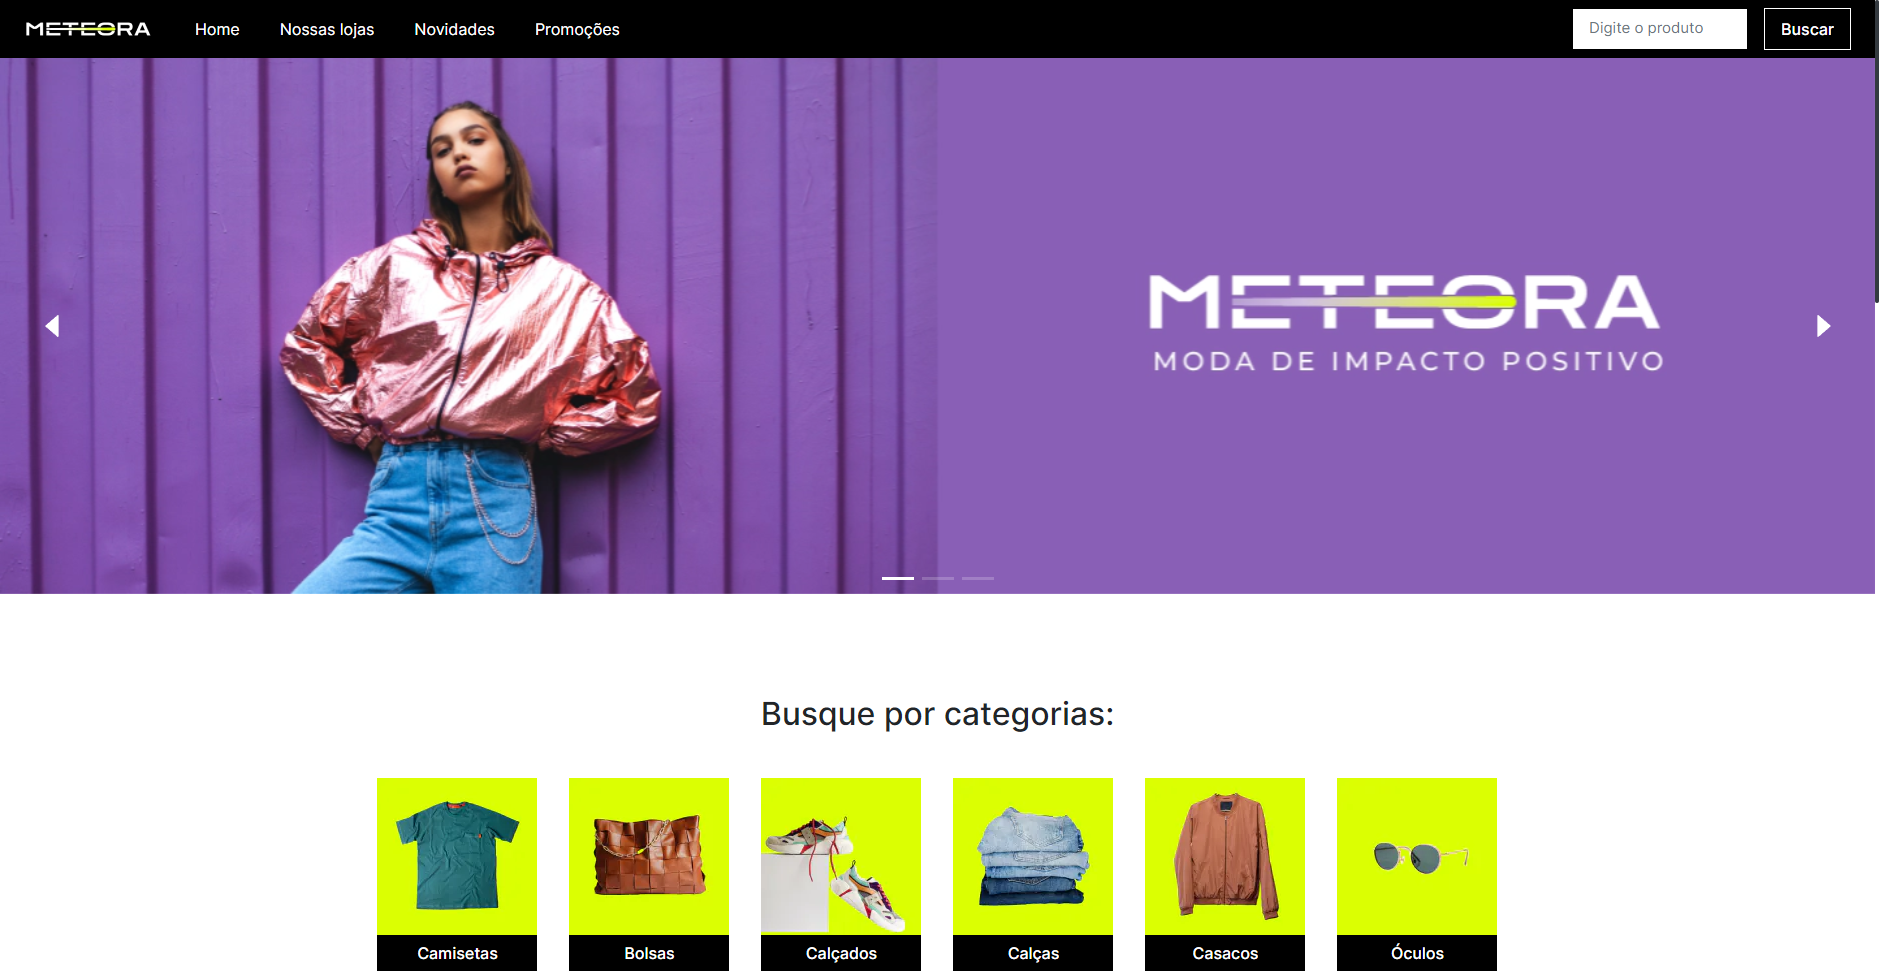 METEORA
Home
Nossas lojas
Novidades
Promoções
Digite o produto
Buscar
METEORA
MODA DE IMPACTO POSITIVO
Busque por categorias:
Camisetas
Bolsas
Calçados
Calças
Casacos
Óculos